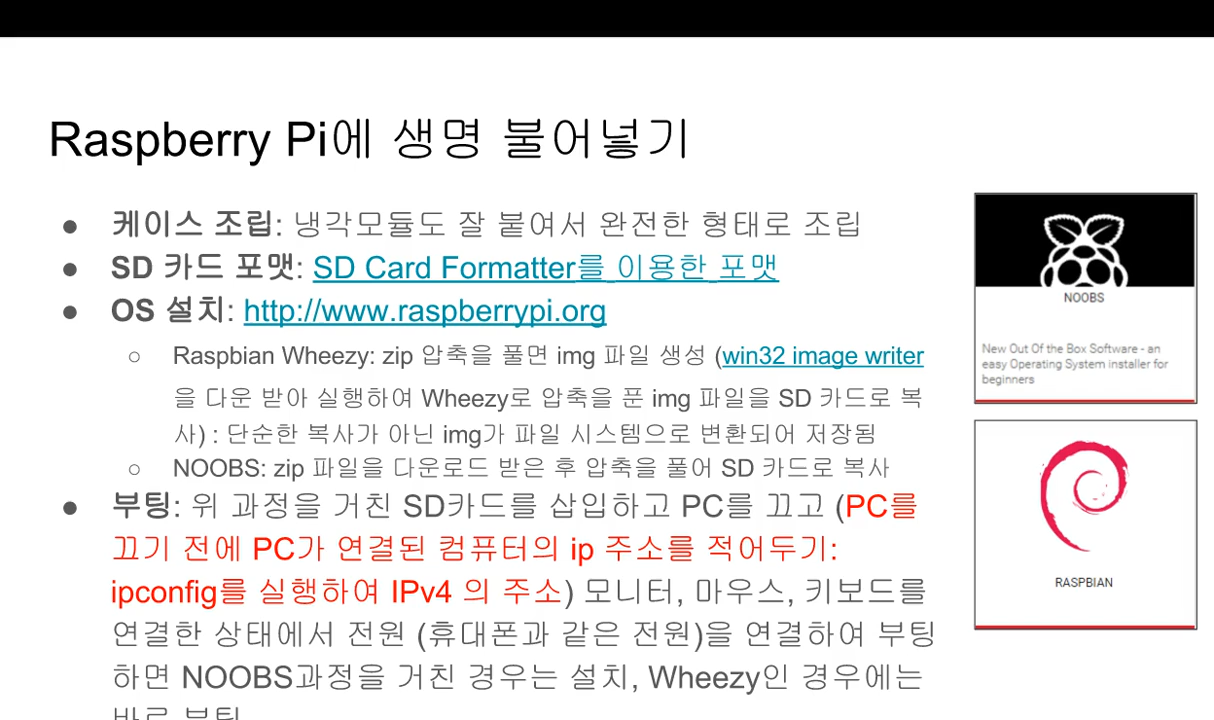 Raspberry Pi에 생명 불어넣기
● 케이스 조립: 냉각모듈도 잘 붙여서 완전한 형태로 조립
● SD 카드 포맷: SD Card Formatter를 이용한 포맷
● OS 설치: http://www.raspberrypi.org
○ Raspbian Wheezy: zip 압축을 풀면 img 파일 생성 (win32 image writer
을 다운 받아 실행하여 Wheezy로 압축을 푼 img 파일을 SD 카드로 복
사) : 단순한 복사가 아닌 img가 파일 시스템으로 변환되어 저장됨
○ NOOBS: zip 파일을 다운로드 받은 후 압축을 풀어 SD 카드로 복사
● 부팅: 위 과정을 거친 SD카드를 삽입하고 PC를 끄고 (PC를
끄기 전에 PC가 연결된 컴퓨터의 ip 주소를 적어두기:
ipconfig를 실행하여 IPv4 의 주소) 모니터, 마우스, 키보드를
연결한 상태에서 전원 (휴대폰과 같은 전원)을 연결하여 부팅
하면 NOOBS과정을 거친 경우는 설치, Wheezy인 경우에는
바로 부팅
NOOBS
New Out Of the Box Software - an
easy Operating System installer for
beginners
RASPBIAN